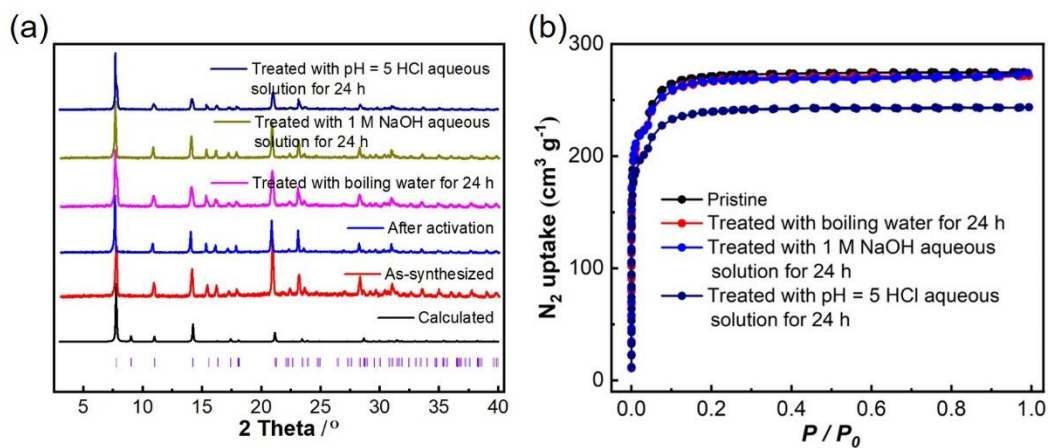 (a)
Treated with pH = 5 HCl aqueous
solution for 24 h
Treated with 1 M NaOH aqueous
solution for 24 h
Treated with boiling water for 24 h
After activation
As-synthesized
Calculated
5 10 15 20 25 30 35 40
2 Theta /°
(b)
N2 uptake (cm3 g-1)
300
200
100
0
Pristine
Treated with boiling water for 24 h
Treated with 1 M NaOH aqueous
solution for 24 h
Treated with pH = 5 HCl aqueous
solution for 24 h
0.0 0.2 0.4 0.6 0.8 1.0
P / P0